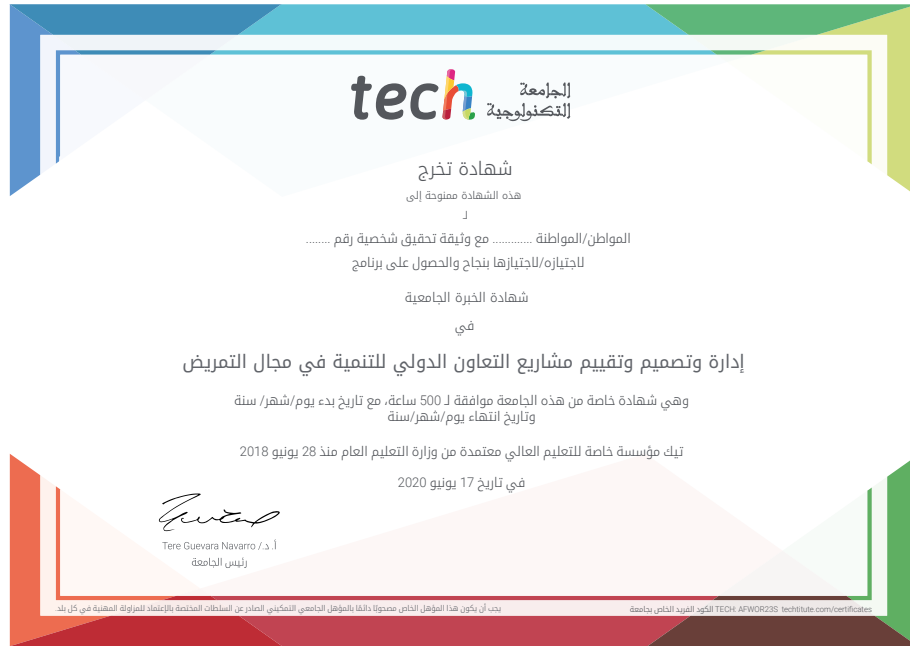 tech الجامعة
التكنولوجية
شهادة تخرج
هذه الشهادة ممنوحة إلى
لـ
المواطن/المواطنة ............. مع وثيقة تحقيق شخصية رقم ........
لاجتيازه/لاجتيازها بنجاح والحصول على برنامج
شهادة الخبرة الجامعية
في
إدارة وتصميم وتقييم مشاريع التعاون الدولي للتنمية في مجال التمريض
وهي شهادة خاصة من هذه الجامعة موافقة لـ 500 ساعة، مع تاريخ بدء يوم/شهر/ سنة
وتاريخ انتهاء يوم/شهر/سنة
تيك مؤسسة خاصة للتعليم العالي معتمدة من وزارة التعليم العام منذ 28 يونيو 2018
في تاريخ 17 يونيو 2020
أ. د./ Tere Guevara Navarro
رئيس الجامعة
يجب أن يكون هذا المؤهل الخاص مصحوبًا دائمًا بالمؤهل الجامعي التمكيني الصادر عن السلطات المختصة بالإعتماد للمزاولة المهنية في كل بلد.
الكود الفريد الخاص بجامعة TECH: AFWOR23S techtitute.com/certificates